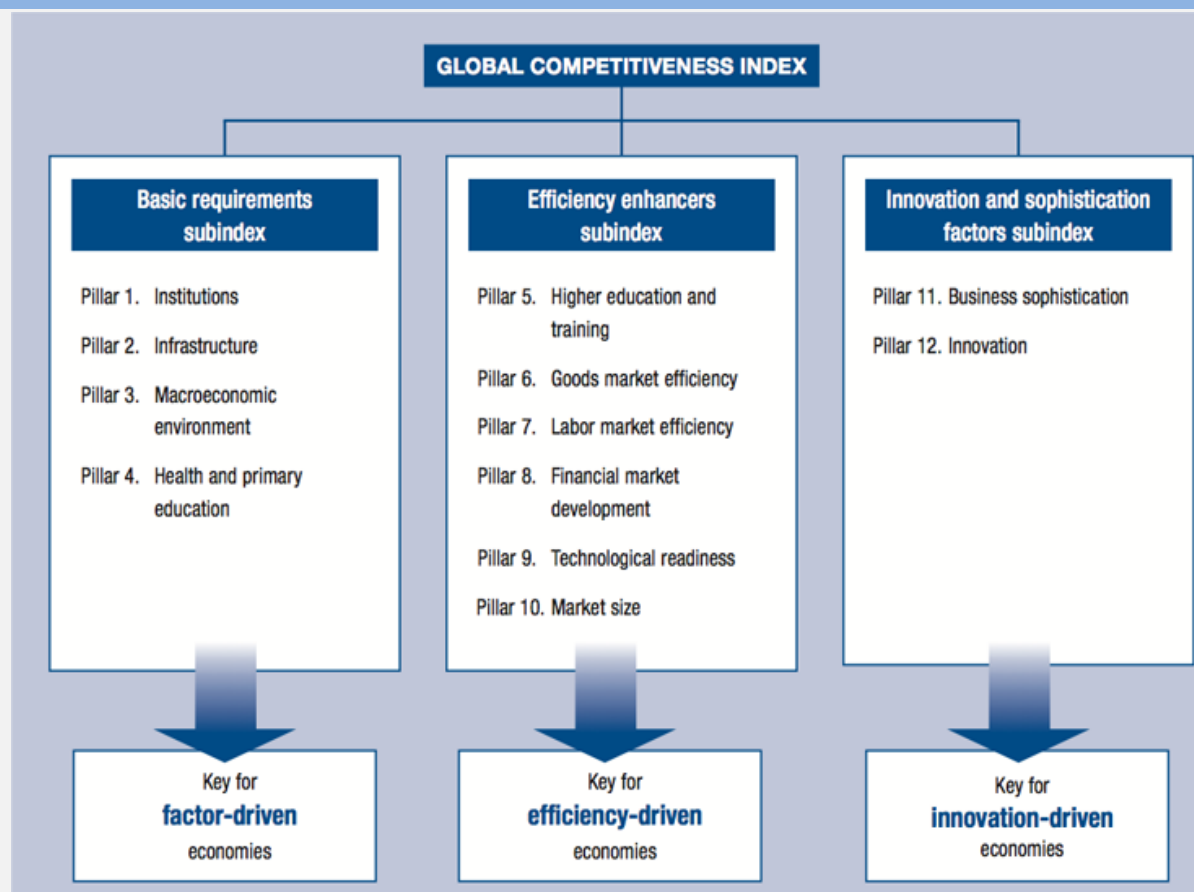 GLOBAL COMPETITIVENESS INDEX
Basic requirements
subindex
Pillar 1. Institutions
Pillar 2. Infrastructure
Pillar 3. Macroeconomic
environment
Pillar 4. Health and primary
education
Key for
factor-driven
economies
Efficiency enhancers
subindex
Pillar 5. Higher education and
training
Pillar 6. Goods market efficiency
Pillar 7. Labor market efficiency
Pillar 8. Financial market
development
Pillar 9. Technological readiness
Pillar 10. Market size
Key for
efficiency-driven
economies
Innovation and sophistication
factors subindex
Pillar 11. Business sophistication
Pillar 12. Innovation
Key for
innovation-driven
economies